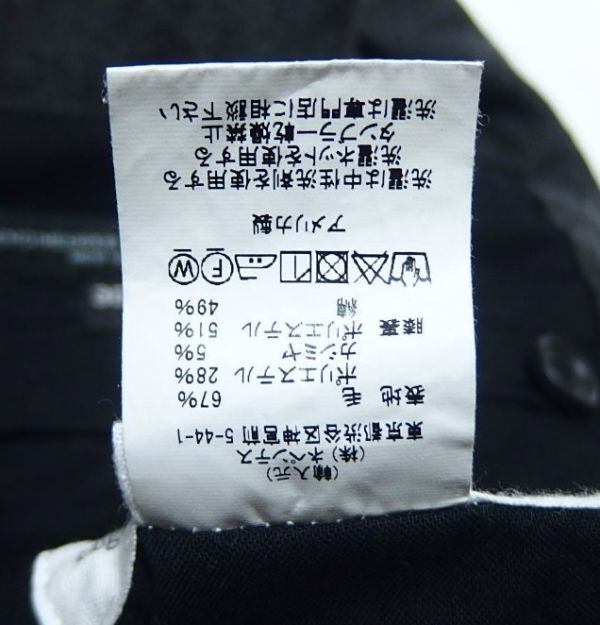 (輸入元)
(株)ネペンテス
東京都渋谷区神宮前 5-44-1
表地 毛 67%
ポリエステル 28%
カシミヤ 5%
膝裏 ポリエステル 51%
綿 49%
F W
アメリカ製
洗濯は中性洗剤を使用する
洗濯ネットを使用する
タンブラー乾燥禁止
洗濯は専門店に相談下さい